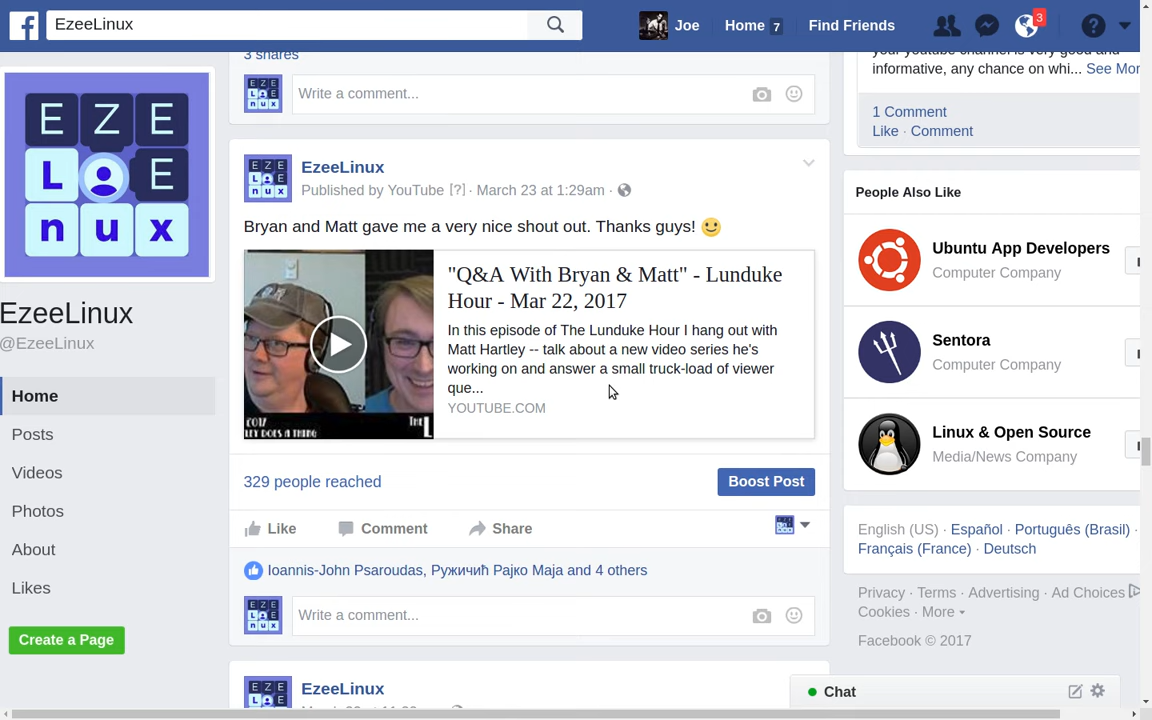 EzeeLinux
Joe
Home 7
Find Friends
3
?
3 shares
Write a comment...
your youtube channel is very good and
informative, any chance on whi... See Mor
1 Comment
Like · Comment
E Z E
L E
n u x
EzeeLinux
@EzeeLinux
Home
Posts
Videos
Photos
About
Likes
Create a Page
EzeeLinux
Published by YouTube [?] · March 23 at 1:29am ·
Bryan and Matt gave me a very nice shout out. Thanks guys!
"Q&A With Bryan & Matt" - Lunduke
Hour - Mar 22, 2017
In this episode of The Lunduke Hour I hang out with
Matt Hartley -- talk about a new video series he's
working on and answer a small truck-load of viewer
que...
YOUTUBE.COM
329 people reached
Boost Post
Like
Comment
Share
Ioannis-John Psaroudas, Ружичић Рајко Maja and 4 others
Write a comment...
EzeeLinux
People Also Like
Ubuntu App Developers
Computer Company
Sentora
Computer Company
Linux & Open Source
Media/News Company
English (US) · Español · Português (Brasil) ·
Français (France) · Deutsch
Privacy · Terms · Advertising · Ad Choices
Cookies · More
Facebook © 2017
Chat